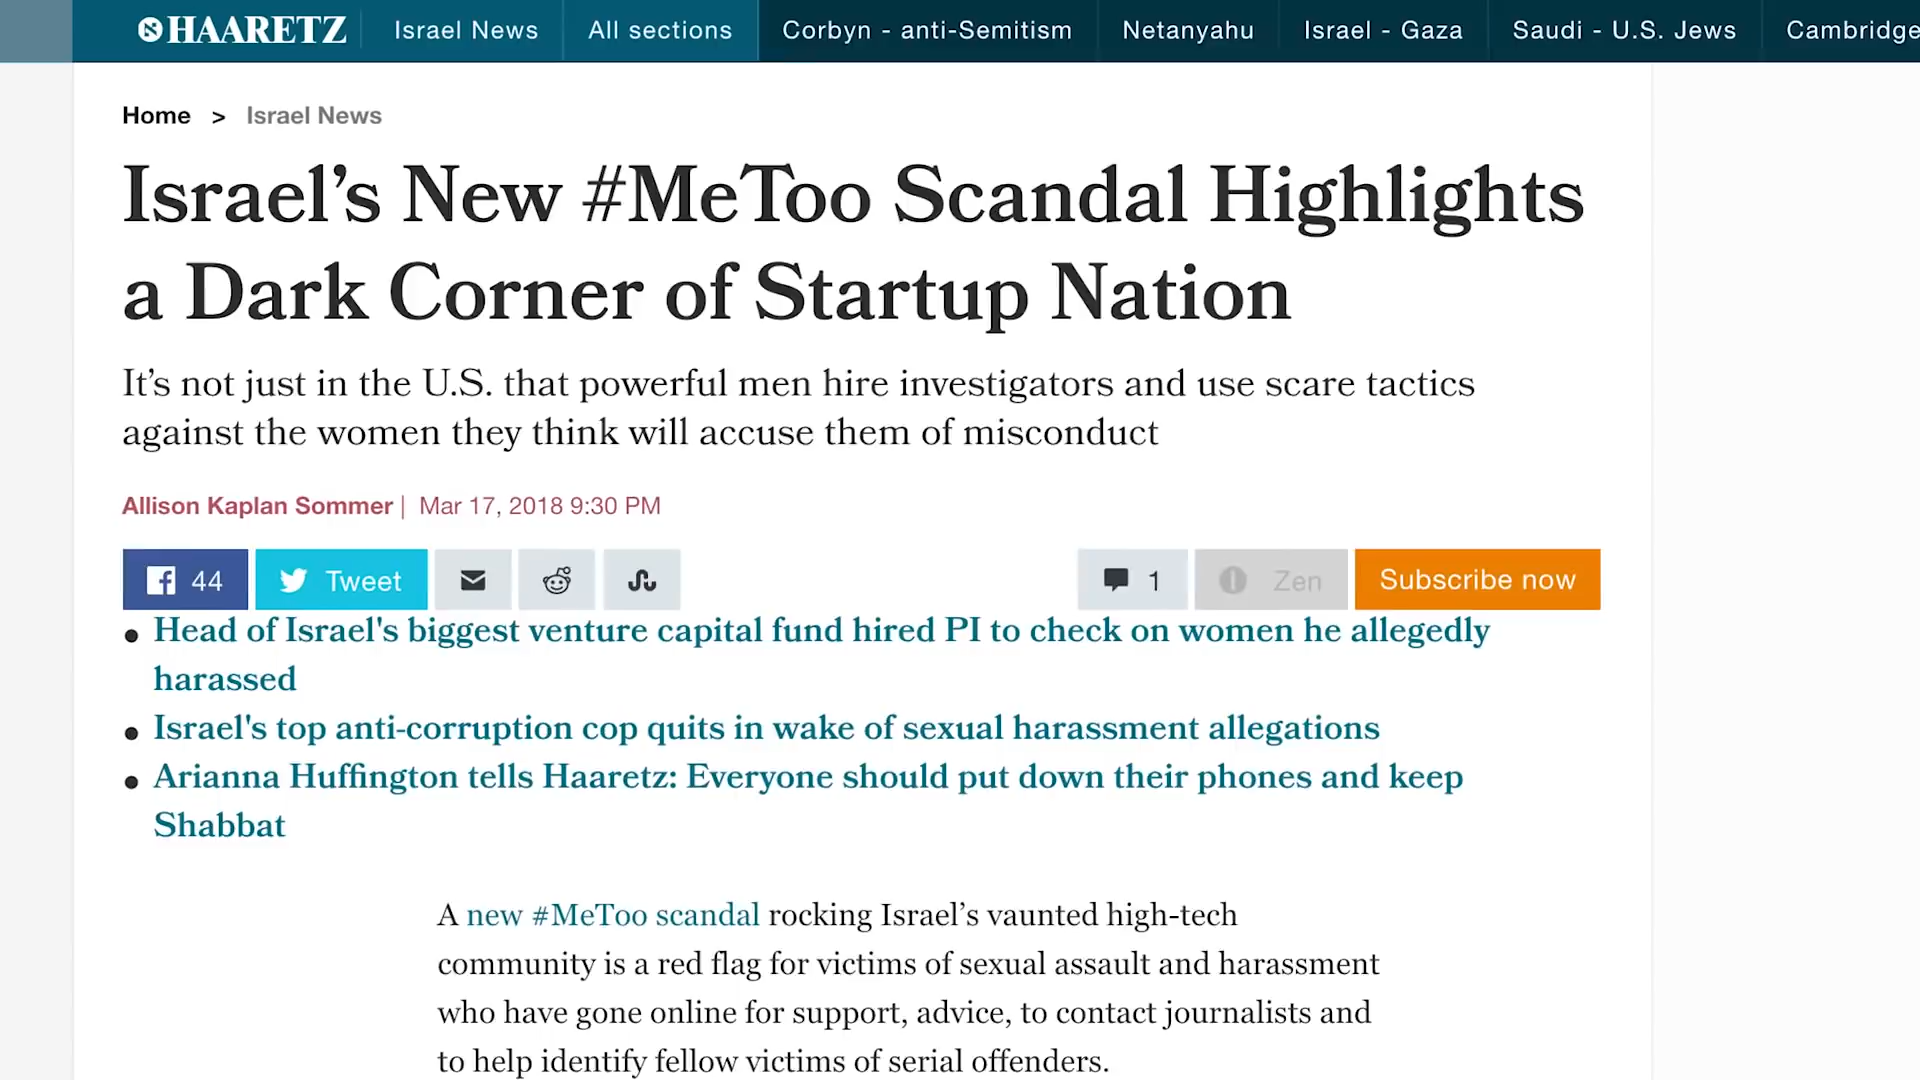 HAARETZ Israel News All sections Corbyn - anti-Semitism Netanyahu Israel - Gaza Saudi - U.S. Jews Cambridge
Home > Israel News
Israel’s New #MeToo Scandal Highlights
a Dark Corner of Startup Nation
It’s not just in the U.S. that powerful men hire investigators and use scare tactics
against the women they think will accuse them of misconduct
Allison Kaplan Sommer | Mar 17, 2018 9:30 PM
44 Tweet 1 Zen Subscribe now
• Head of Israel's biggest venture capital fund hired PI to check on women he allegedly
harassed
• Israel's top anti-corruption cop quits in wake of sexual harassment allegations
• Arianna Huffington tells Haaretz: Everyone should put down their phones and keep
Shabbat
A new #MeToo scandal rocking Israel’s vaunted high-tech
community is a red flag for victims of sexual assault and harassment
who have gone online for support, advice, to contact journalists and
to help identify fellow victims of serial offenders.